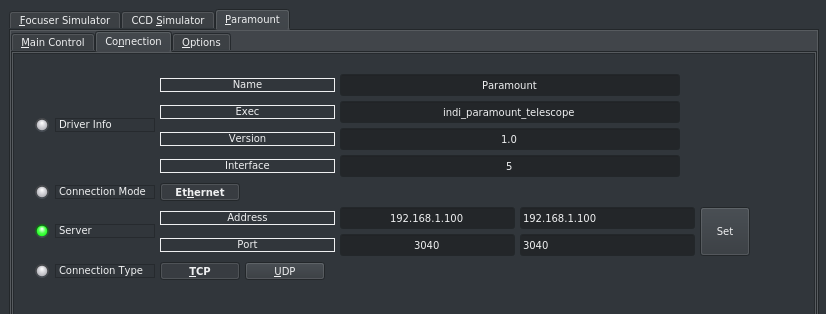 Focuser Simulator CCD Simulator Paramount
Main Control Connection Options
Name Paramount
Exec indi_paramount_telescope
Driver Info
Version 1.0
Interface 5
Connection Mode Ethernet
Address 192.168.1.100 192.168.1.100
Server Set
Port 3040 3040
Connection Type TCP UDP